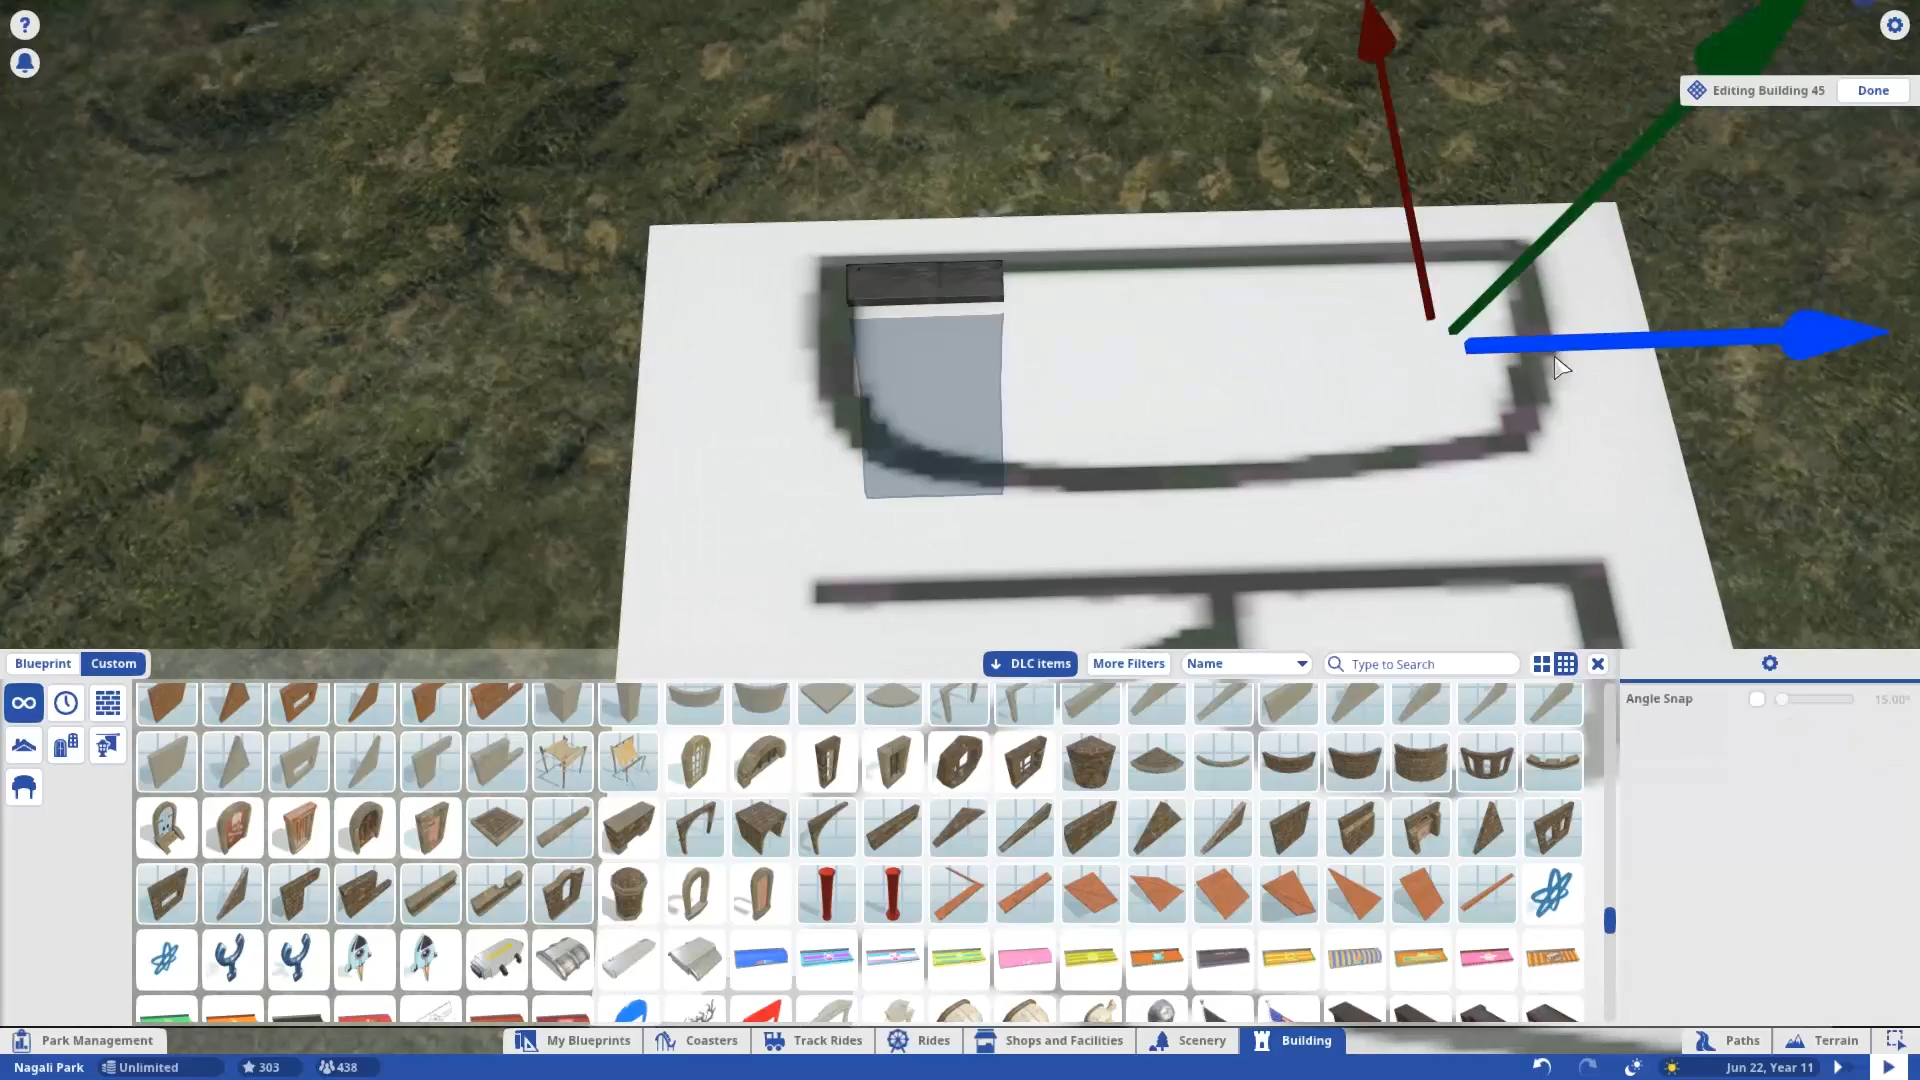 ?
Editing Building 45
Done
Blueprint
Custom
DLC items
More Filters
Name
Type to Search
Angle Snap
15.00°
Park Management
My Blueprints
Coasters
Track Rides
Rides
Shops and Facilities
Scenery
Building
Paths
Terrain
Nagali Park
Unlimited
303
438
Jun 22, Year 11